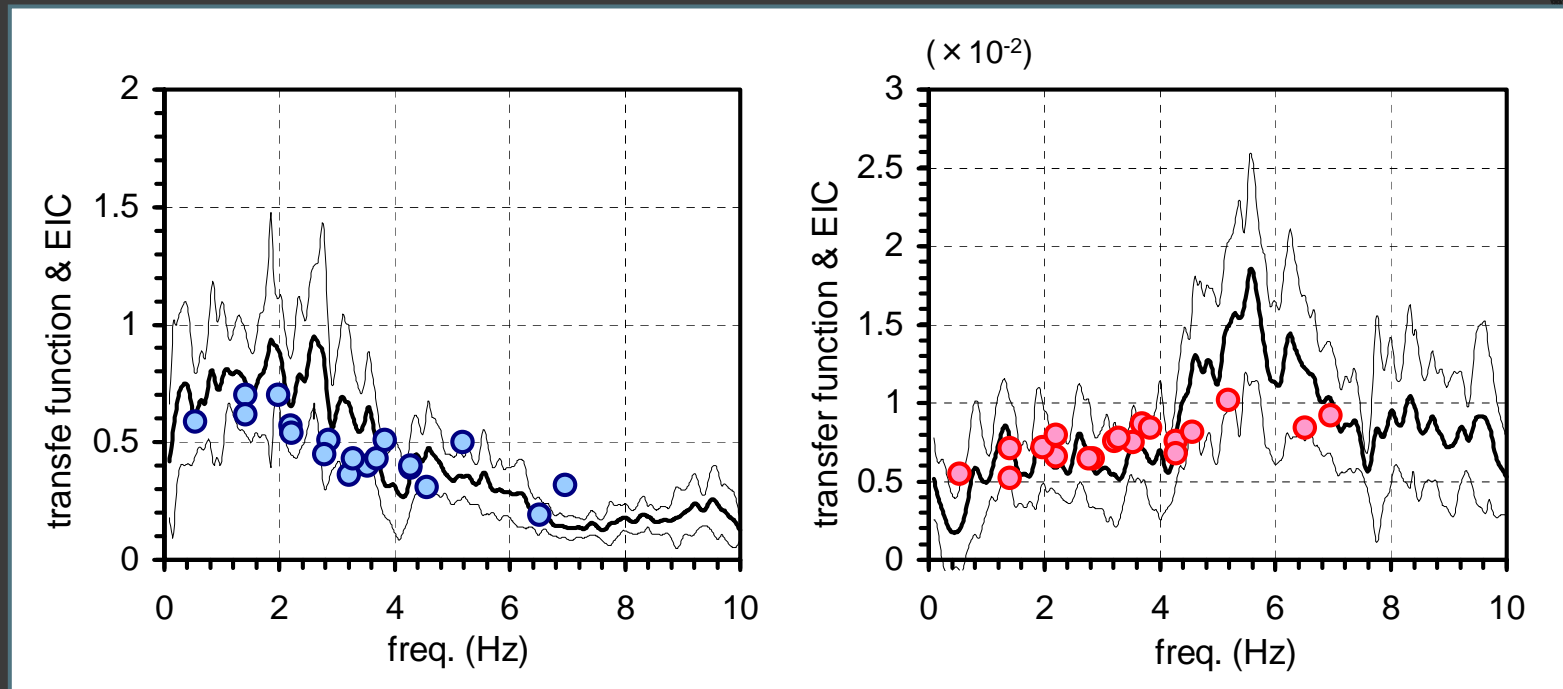 2
1.5
1
0.5
0
transfe function & EIC
0 2 4 6 8 10
freq. (Hz)
(×10-2)
3
2.5
2
1.5
1
0.5
0
transfer function & EIC
0 2 4 6 8 10
freq. (Hz)